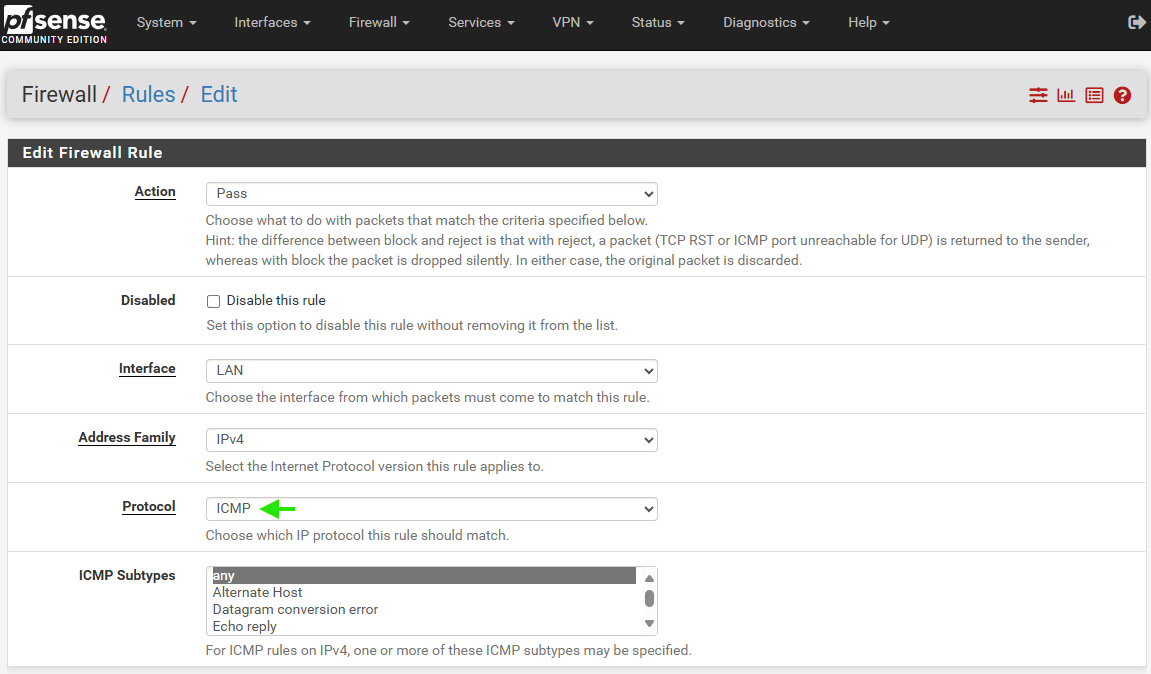 pfsense
COMMUNITY EDITION
System Interfaces Firewall Services VPN Status Diagnostics Help
Firewall / Rules / Edit
Edit Firewall Rule
Action
Pass
Choose what to do with packets that match the criteria specified below.
Hint: the difference between block and reject is that with reject, a packet (TCP RST or ICMP port unreachable for UDP) is returned to the sender,
whereas with block the packet is dropped silently. In either case, the original packet is discarded.
Disabled
Disable this rule
Set this option to disable this rule without removing it from the list.
Interface
LAN
Choose the interface from which packets must come to match this rule.
Address Family
IPv4
Select the Internet Protocol version this rule applies to.
Protocol
ICMP
Choose which IP protocol this rule should match.
ICMP Subtypes
any
Alternate Host
Datagram conversion error
Echo reply
For ICMP rules on IPv4, one or more of these ICMP subtypes may be specified.